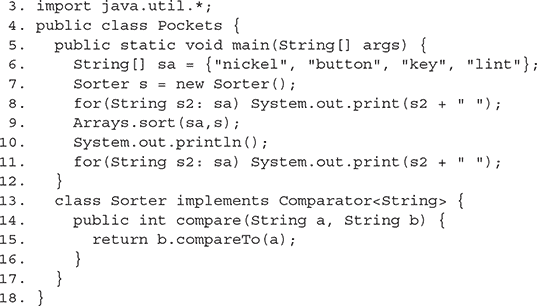 3. import java.util.*;
4. public class Pockets {
5.   public static void main(String[] args) {
6.     String[] sa = {"nickel", "button", "key", "lint"};
7.     Sorter s = new Sorter();
8.     for(String s2: sa) System.out.print(s2 + " ");
9.     Arrays.sort(sa,s);
10.     System.out.println();
11.     for(String s2: sa) System.out.print(s2 + " ");
12.   }
13.   class Sorter implements Comparator<String> {
14.     public int compare(String a, String b) {
15.       return b.compareTo(a);
16.     }
17.   }
18. }